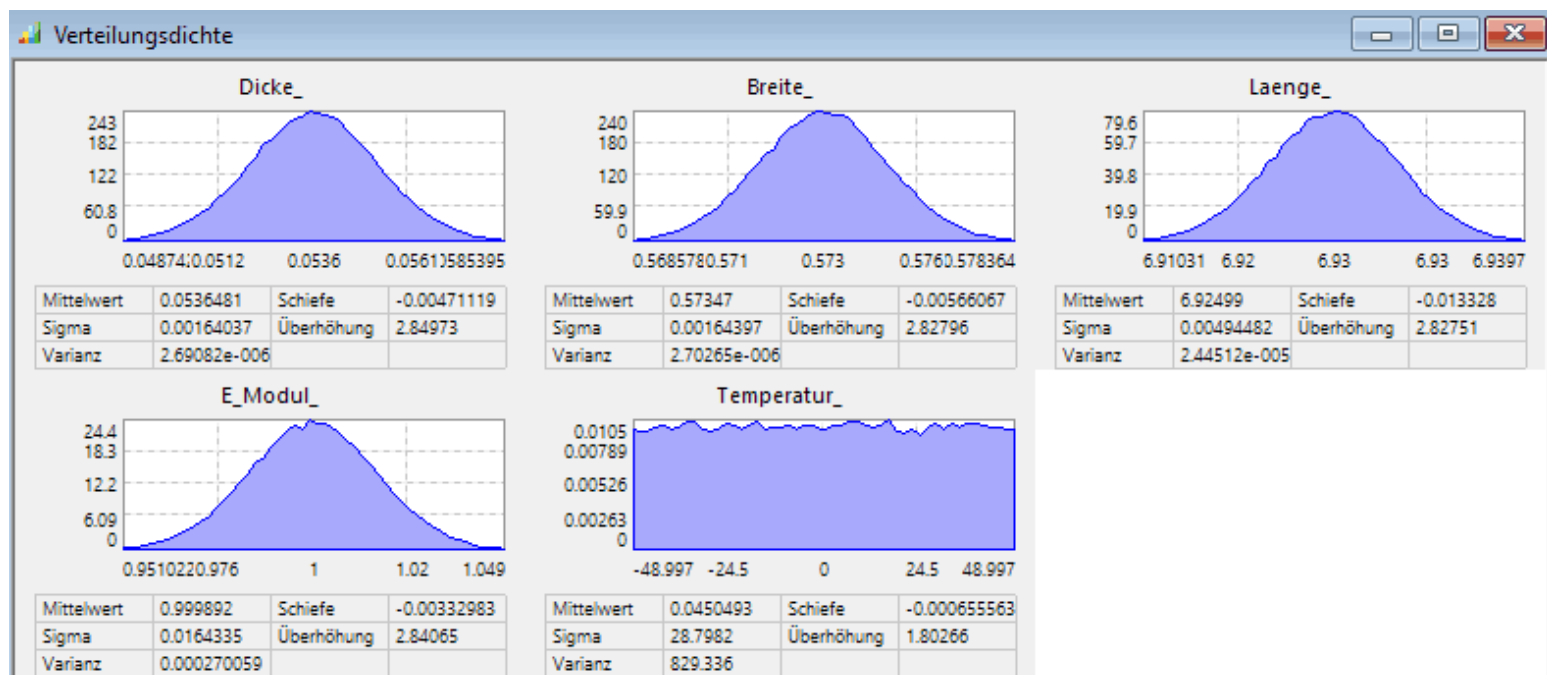 Verteilungsdichte
Dicke_ Breite_ Laenge_
243 240 79.6
182 180 59.7
122 120 39.8
60.8 59.9 19.9
0 0 0
0.0512 0.0536 0.571 0.573 6.91031 6.92 6.93 6.93 6.9397
Mittelwert 0.0536481 Schiefe -0.00471119 Mittelwert 0.57347 Schiefe -0.00566067 Mittelwert 6.92499 Schiefe -0.013328
Sigma 0.00164037 Überhöhung 2.84973 Sigma 0.00164397 Überhöhung 2.82796 Sigma 0.00494482 Überhöhung 2.82751
Varianz 2.69082e-006 Varianz 2.70265e-006 Varianz 2.44512e-005
E_Modul_ Temperatur_
24.4 0.0105
18.3 0.00789
12.2 0.00526
6.09 0.00263
0 0
0.951022 0.976 1 1.02 1.049 -48.997 -24.5 0 24.5 48.997
Mittelwert 0.999892 Schiefe -0.00332983 Mittelwert 0.0450493 Schiefe -0.000655563
Sigma 0.0164335 Überhöhung 2.84065 Sigma 28.7982 Überhöhung 1.80266
Varianz 0.000270059 Varianz 829.336